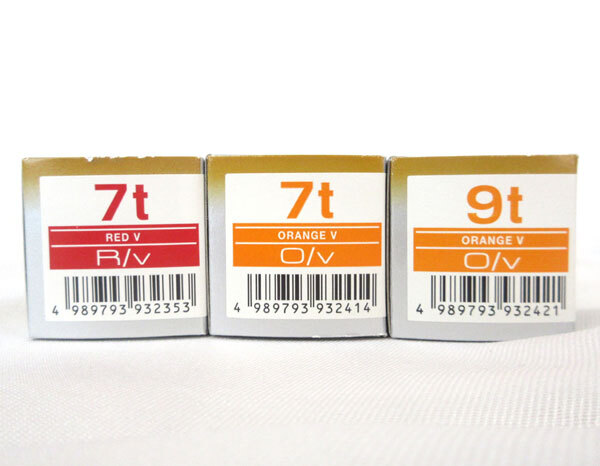 7t
RED V
R/v
4 989793 932353
7t
ORANGE V
O/v
4 989793 932414
9t
ORANGE V
O/v
4 989793 932421